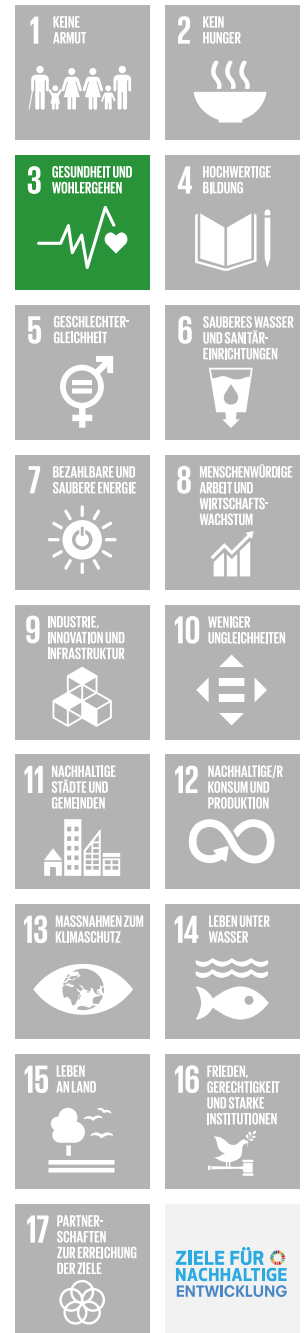 1 KEINE
ARMUT
2 KEIN
HUNGER
3 GESUNDHEIT UND
WOHLERGEHEN
4 HOCHWERTIGE
BILDUNG
5 GESCHLECHTER-
GLEICHHEIT
6 SAUBERES WASSER
UND SANITÄR-
EINRICHTUNGEN
7 BEZAHLBARE UND
SAUBERE ENERGIE
8 MENSCHENWÜRDIGE
ARBEIT UND
WIRTSCHAFTS-
WACHSTUM
9 INDUSTRIE,
INNOVATION UND
INFRASTRUKTUR
10 WENIGER
UNGLEICHHEITEN
11 NACHHALTIGE
STÄDTE UND
GEMEINDEN
12 NACHHALTIGE/R
KONSUM UND
PRODUKTION
13 MASSNAHMEN ZUM
KLIMASCHUTZ
14 LEBEN UNTER
WASSER
15 LEBEN
AN LAND
16 FRIEDEN,
GERECHTIGKEIT
UND STARKE
INSTITUTIONEN
17 PARTNER-
SCHAFTEN
ZUR ERREICHUNG
DER ZIELE
ZIELE FÜR
NACHHALTIGE
ENTWICKLUNG